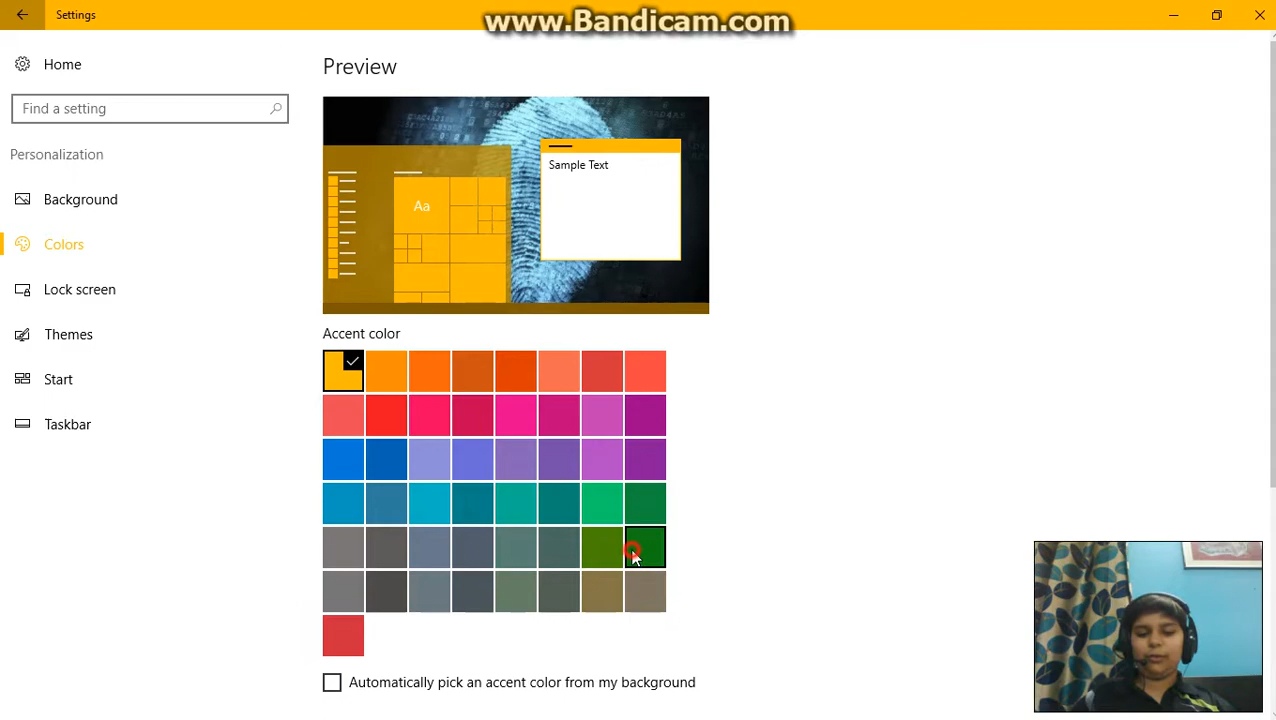 Settings
www.Bandicam.com
Home
Find a setting
Personalization
Background
Colors
Lock screen
Themes
Start
Taskbar
Preview
Sample Text
Aa
Accent color
Automatically pick an accent color from my background